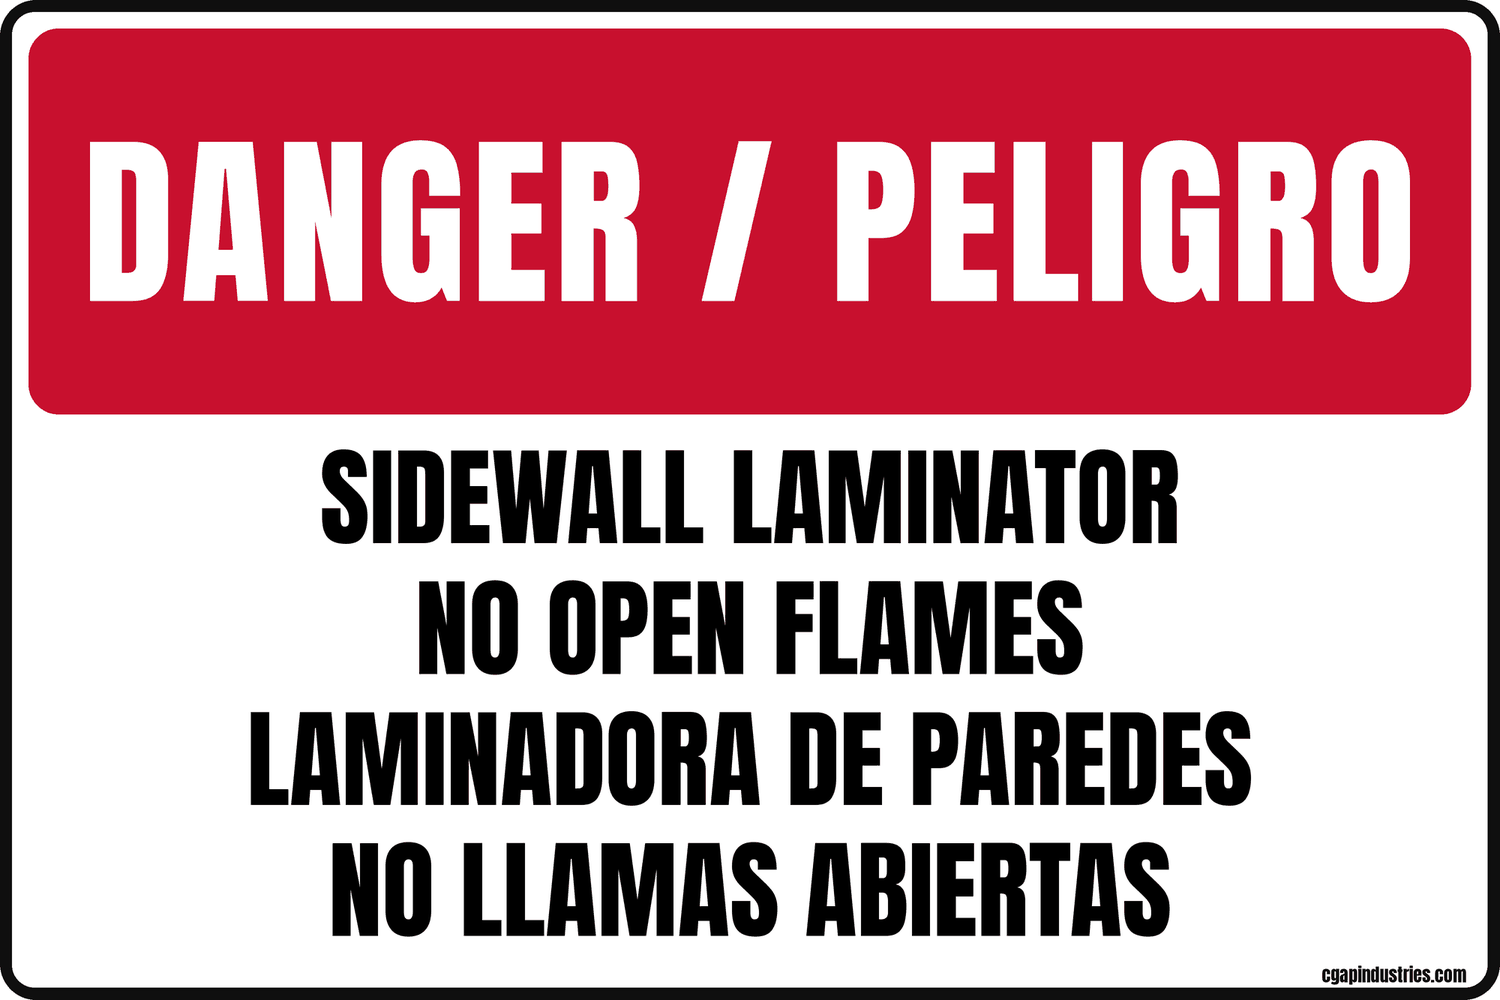 DANGER / PELIGRO
SIDEWALL LAMINATOR
NO OPEN FLAMES
LAMINADORA DE PAREDES
NO LLAMAS ABIERTAS
cgapindustries.com